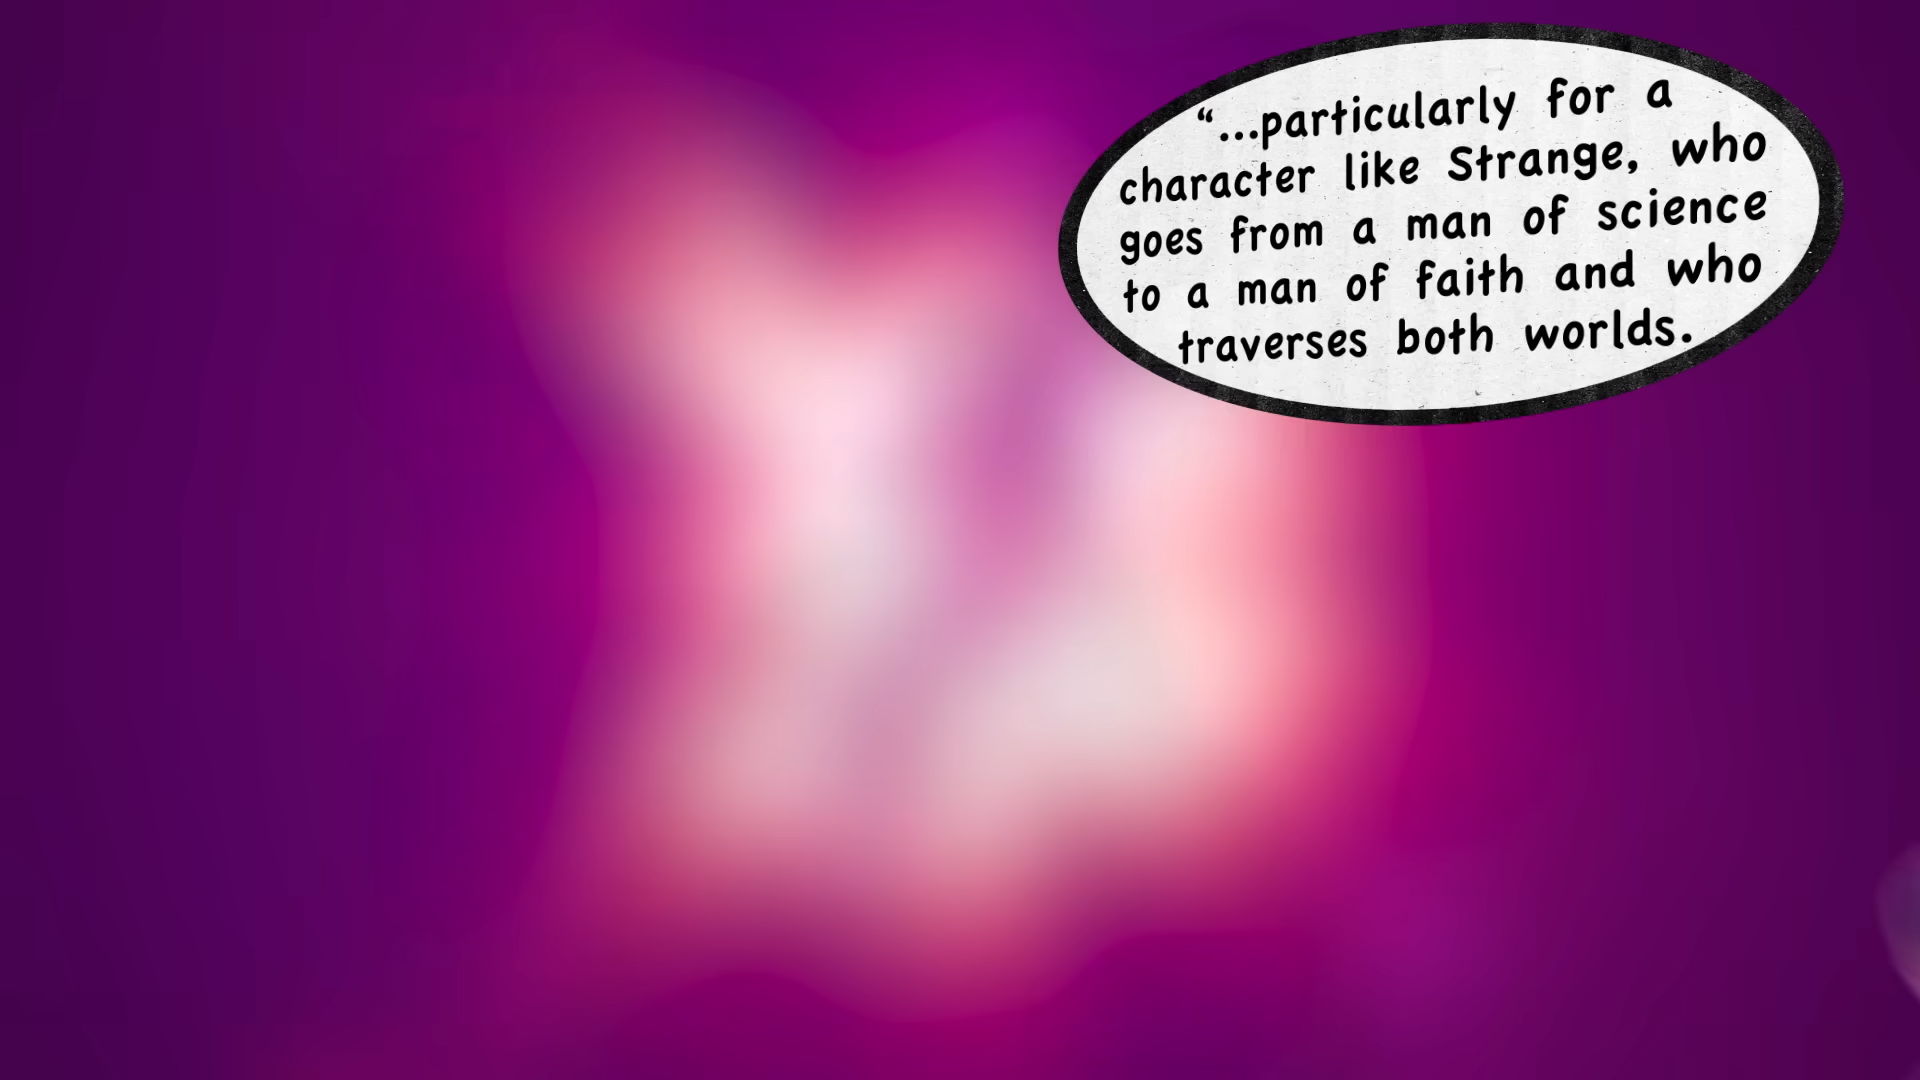 “...particularly for a
character like Strange, who
goes from a man of science
to a man of faith and who
traverses both worlds.